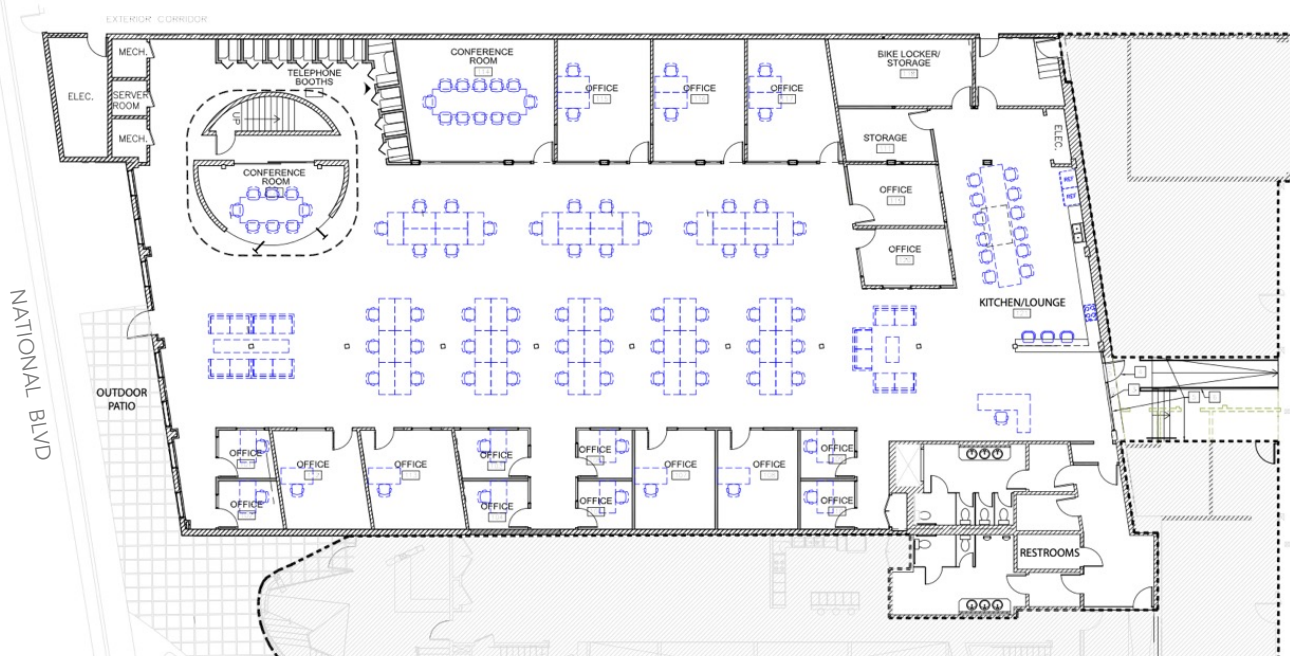 EXTERIOR CORRIDOR
MECH.
ELEC.
SERVER
ROOM
MECH.
TELEPHONE
BOOTHS
UP
CONFERENCE
ROOM
CONFERENCE
ROOM
OFFICE
OFFICE
OFFICE
BIKE LOCKER/
STORAGE
STORAGE
ELEC.
OFFICE
OFFICE
REF
REF
KITCHEN/LOUNGE
NATIONAL BLVD
OUTDOOR
PATIO
OFFICE
OFFICE
OFFICE
OFFICE
OFFICE
OFFICE
OFFICE
OFFICE
OFFICE
OFFICE
OFFICE
OFFICE
RESTROOMS